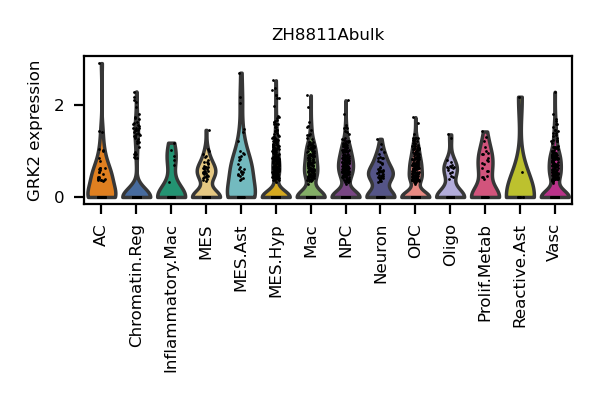 ZH8811Abulk
GRK2 expression
2
0
AC
Chromatin.Reg
Inflammatory.Mac
MES
MES.Ast
MES.Hyp
Mac
NPC
Neuron
OPC
Oligo
Prolif.Metab
Reactive.Ast
Vasc